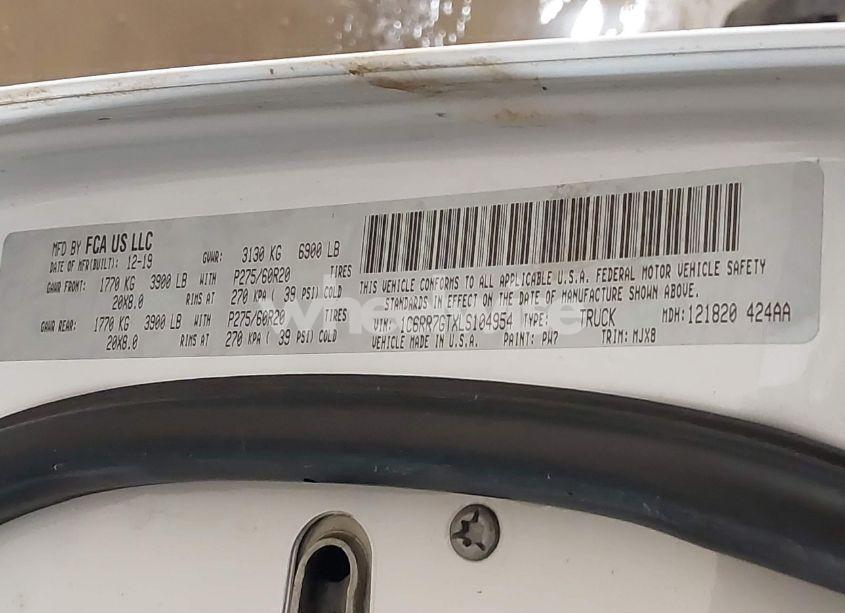 MFD BY FCA US LLC
DATE OF MFR(BUILT): 12-19 GVWR: 3130 KG 6900 LB
GAWR FRONT: 1770 KG 3900 LB WITH P275/60R20 TIRES
20X8.0 RIMS AT 270 KPA ( 39 PSI) COLD
GAWR REAR: 1770 KG 3900 LB WITH P275/60R20 TIRES
20X8.0 RIMS AT 270 KPA ( 39 PSI) COLD
THIS VEHICLE CONFORMS TO ALL APPLICABLE U.S.A. FEDERAL MOTOR VEHICLE SAFETY
STANDARDS IN EFFECT ON THE DATE OF MANUFACTURE SHOWN ABOVE.
VIN: 1C6RR7GTXLS104954 TYPE: TRUCK MDH: 121820 424AA
VEHICLE MADE IN U.S.A. PAINT: PW7 TRIM: MJX8